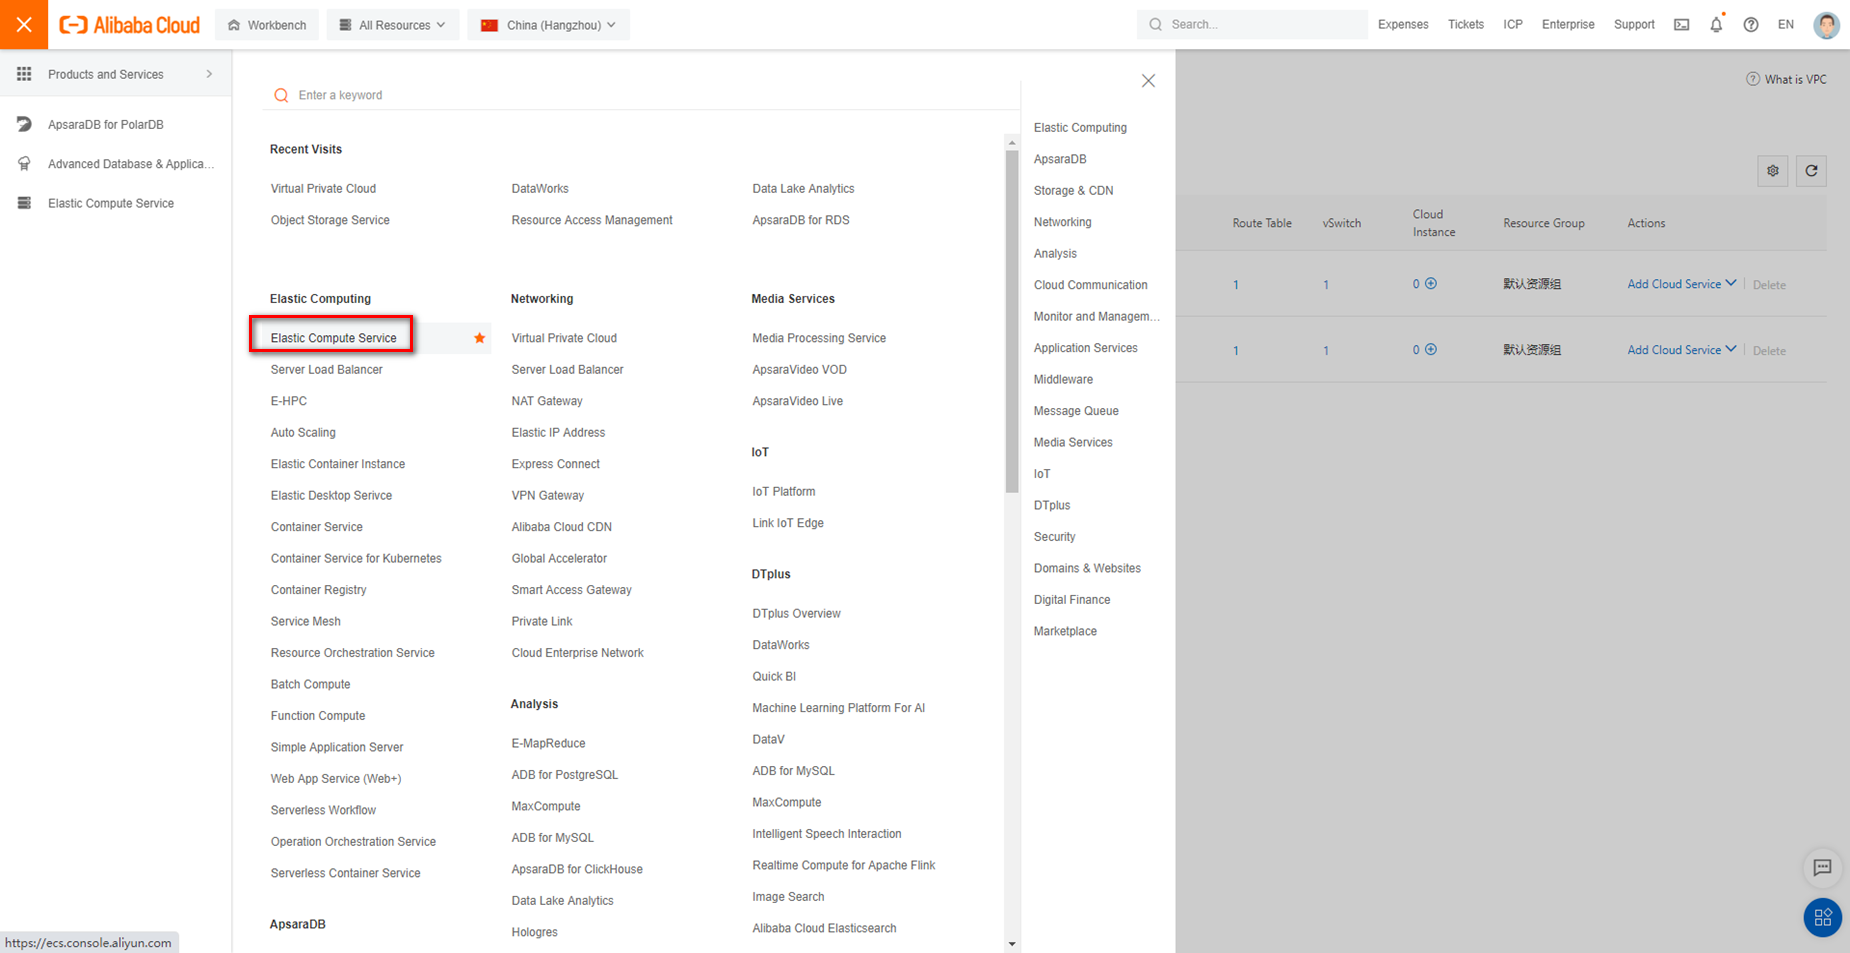 Alibaba Cloud
Workbench
All Resources
China (Hangzhou)
Search...
Expenses
Tickets
ICP
Enterprise
Support
EN
Products and Services
ApsaraDB for PolarDB
Advanced Database & Applica...
Elastic Compute Service
Enter a keyword
Recent Visits
Virtual Private Cloud
DataWorks
Data Lake Analytics
Object Storage Service
Resource Access Management
ApsaraDB for RDS
Elastic Computing
Elastic Compute Service
Server Load Balancer
E-HPC
Auto Scaling
Elastic Container Instance
Elastic Desktop Serivce
Container Service
Container Service for Kubernetes
Container Registry
Service Mesh
Resource Orchestration Service
Batch Compute
Function Compute
Simple Application Server
Web App Service (Web+)
Serverless Workflow
Operation Orchestration Service
Serverless Container Service
ApsaraDB
Networking
Virtual Private Cloud
Server Load Balancer
NAT Gateway
Elastic IP Address
Express Connect
VPN Gateway
Alibaba Cloud CDN
Global Accelerator
Smart Access Gateway
Private Link
Cloud Enterprise Network
Analysis
E-MapReduce
ADB for PostgreSQL
MaxCompute
ADB for MySQL
ApsaraDB for ClickHouse
Data Lake Analytics
Hologres
Media Services
Media Processing Service
ApsaraVideo VOD
ApsaraVideo Live
IoT
IoT Platform
Link IoT Edge
DTplus
DTplus Overview
DataWorks
Quick BI
Machine Learning Platform For AI
DataV
ADB for MySQL
MaxCompute
Intelligent Speech Interaction
Realtime Compute for Apache Flink
Image Search
Alibaba Cloud Elasticsearch
Elastic Computing
ApsaraDB
Storage & CDN
Networking
Analysis
Cloud Communication
Monitor and Managem...
Application Services
Middleware
Message Queue
Media Services
IoT
DTplus
Security
Domains & Websites
Digital Finance
Marketplace
What is VPC
Route Table
vSwitch
Cloud
Instance
Resource Group
Actions
1
1
0
默认资源组
Add Cloud Service
Delete
1
1
0
默认资源组
Add Cloud Service
Delete
https://ecs.console.aliyun.com